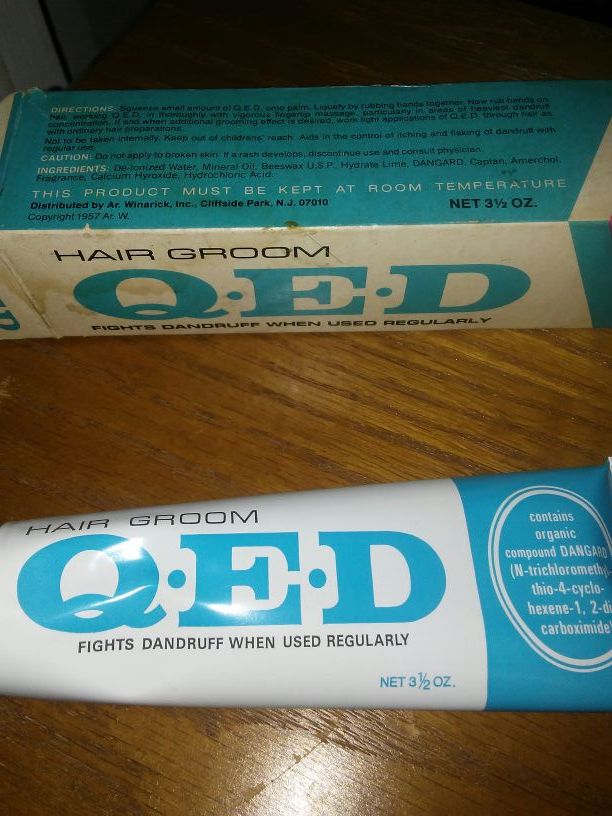 DIRECTIONS: Squeeze small amount of Q.E.D. onto palm. Liquefy by rubbing hands together. Now rub hands on
hair, working Q.E.D. in thoroughly with vigorous fingertip massage, particularly in areas of heaviest dandruff
concentration. If and when additional grooming effect is desired, work light applications of Q.E.D. through hair as
with ordinary hair preparations.
Not to be taken internally. Keep out of childrens' reach. Aids in the control of itching and flaking of dandruff with
regular use.
CAUTION: Do not apply to broken skin. If a rash develops, discontinue use and consult physician.
INGREDIENTS: De-Ionized Water, Mineral Oil, Beeswax U.S.P., Hydrate Lime, DANGARD, Captan, Amerchol,
Fragrance, Calcium Hyroxide, Hydrochloric Acid.
THIS PRODUCT MUST BE KEPT AT ROOM TEMPERATURE
Distributed by Ar. Winarick, Inc., Cliffside Park, N.J. 07010 NET 3½ OZ.
Copyright 1957 Ar. W.
HAIR GROOM
Q·E·D
FIGHTS DANDRUFF WHEN USED REGULARLY
HAIR GROOM
Q·E·D
FIGHTS DANDRUFF WHEN USED REGULARLY
NET 3½ OZ.
contains
organic
compound DANGARD
(N-trichloromethyl-
thio-4-cyclo-
hexene-1, 2-di
carboximide